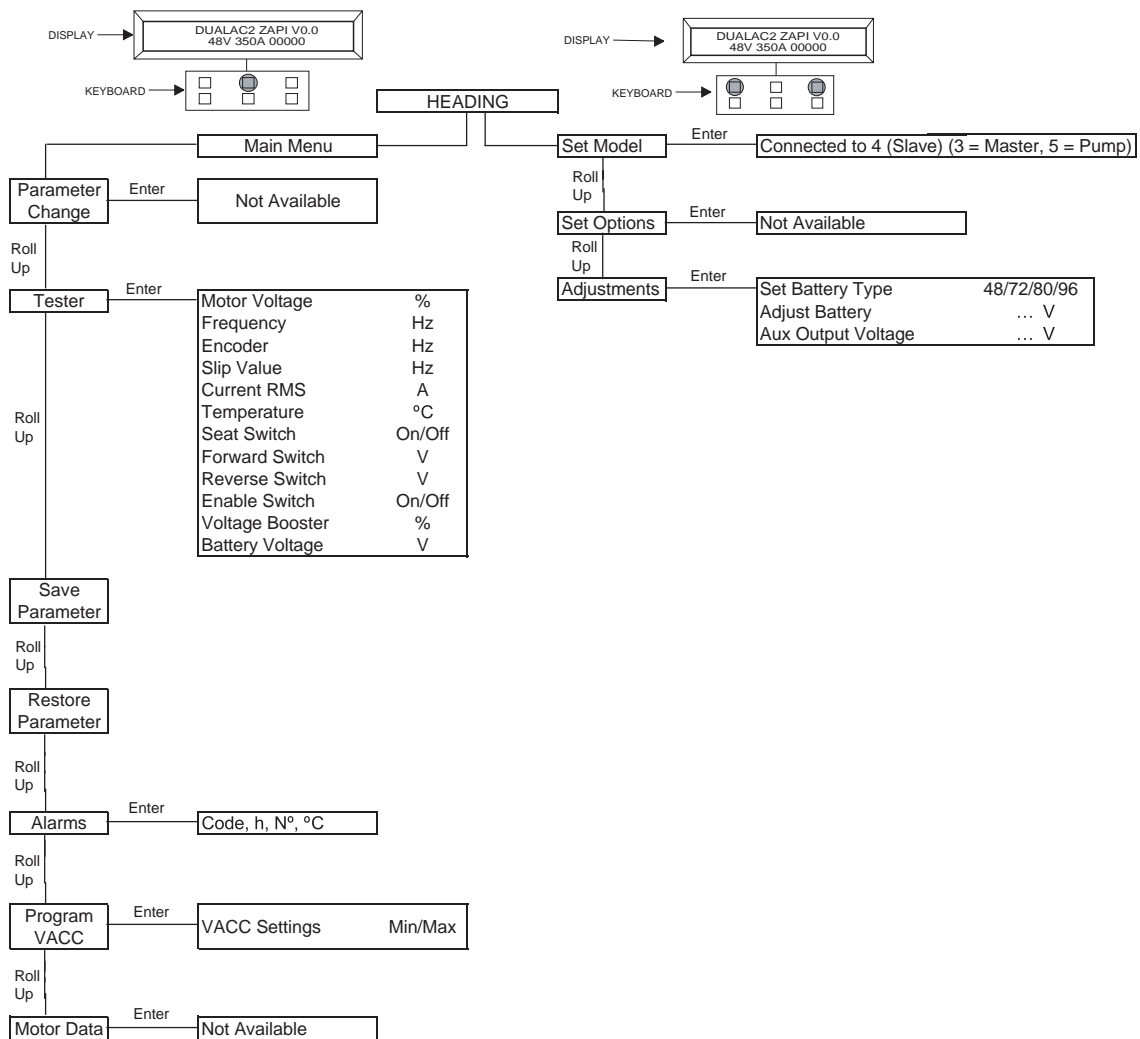 DISPLAY
DUALAC2 ZAPI V0.0
48V 350A 00000
KEYBOARD
DISPLAY
DUALAC2 ZAPI V0.0
48V 350A 00000
KEYBOARD
HEADING
Main Menu
Parameter
Change
Enter
Not Available
Roll
Up
Tester
Enter
Motor Voltage %
Frequency Hz
Encoder Hz
Slip Value Hz
Current RMS A
Temperature ºC
Seat Switch On/Off
Forward Switch V
Reverse Switch V
Enable Switch On/Off
Voltage Booster %
Battery Voltage V
Roll
Up
Save
Parameter
Roll
Up
Restore
Parameter
Roll
Up
Alarms
Enter
Code, h, Nº, ºC
Roll
Up
Program
VACC
Enter
VACC Settings Min/Max
Roll
Up
Motor Data
Enter
Not Available
Set Model
Enter
Connected to 4 (Slave) (3 = Master, 5 = Pump)
Roll
Up
Set Options
Enter
Not Available
Roll
Up
Adjustments
Enter
Set Battery Type 48/72/80/96
Adjust Battery … V
Aux Output Voltage … V